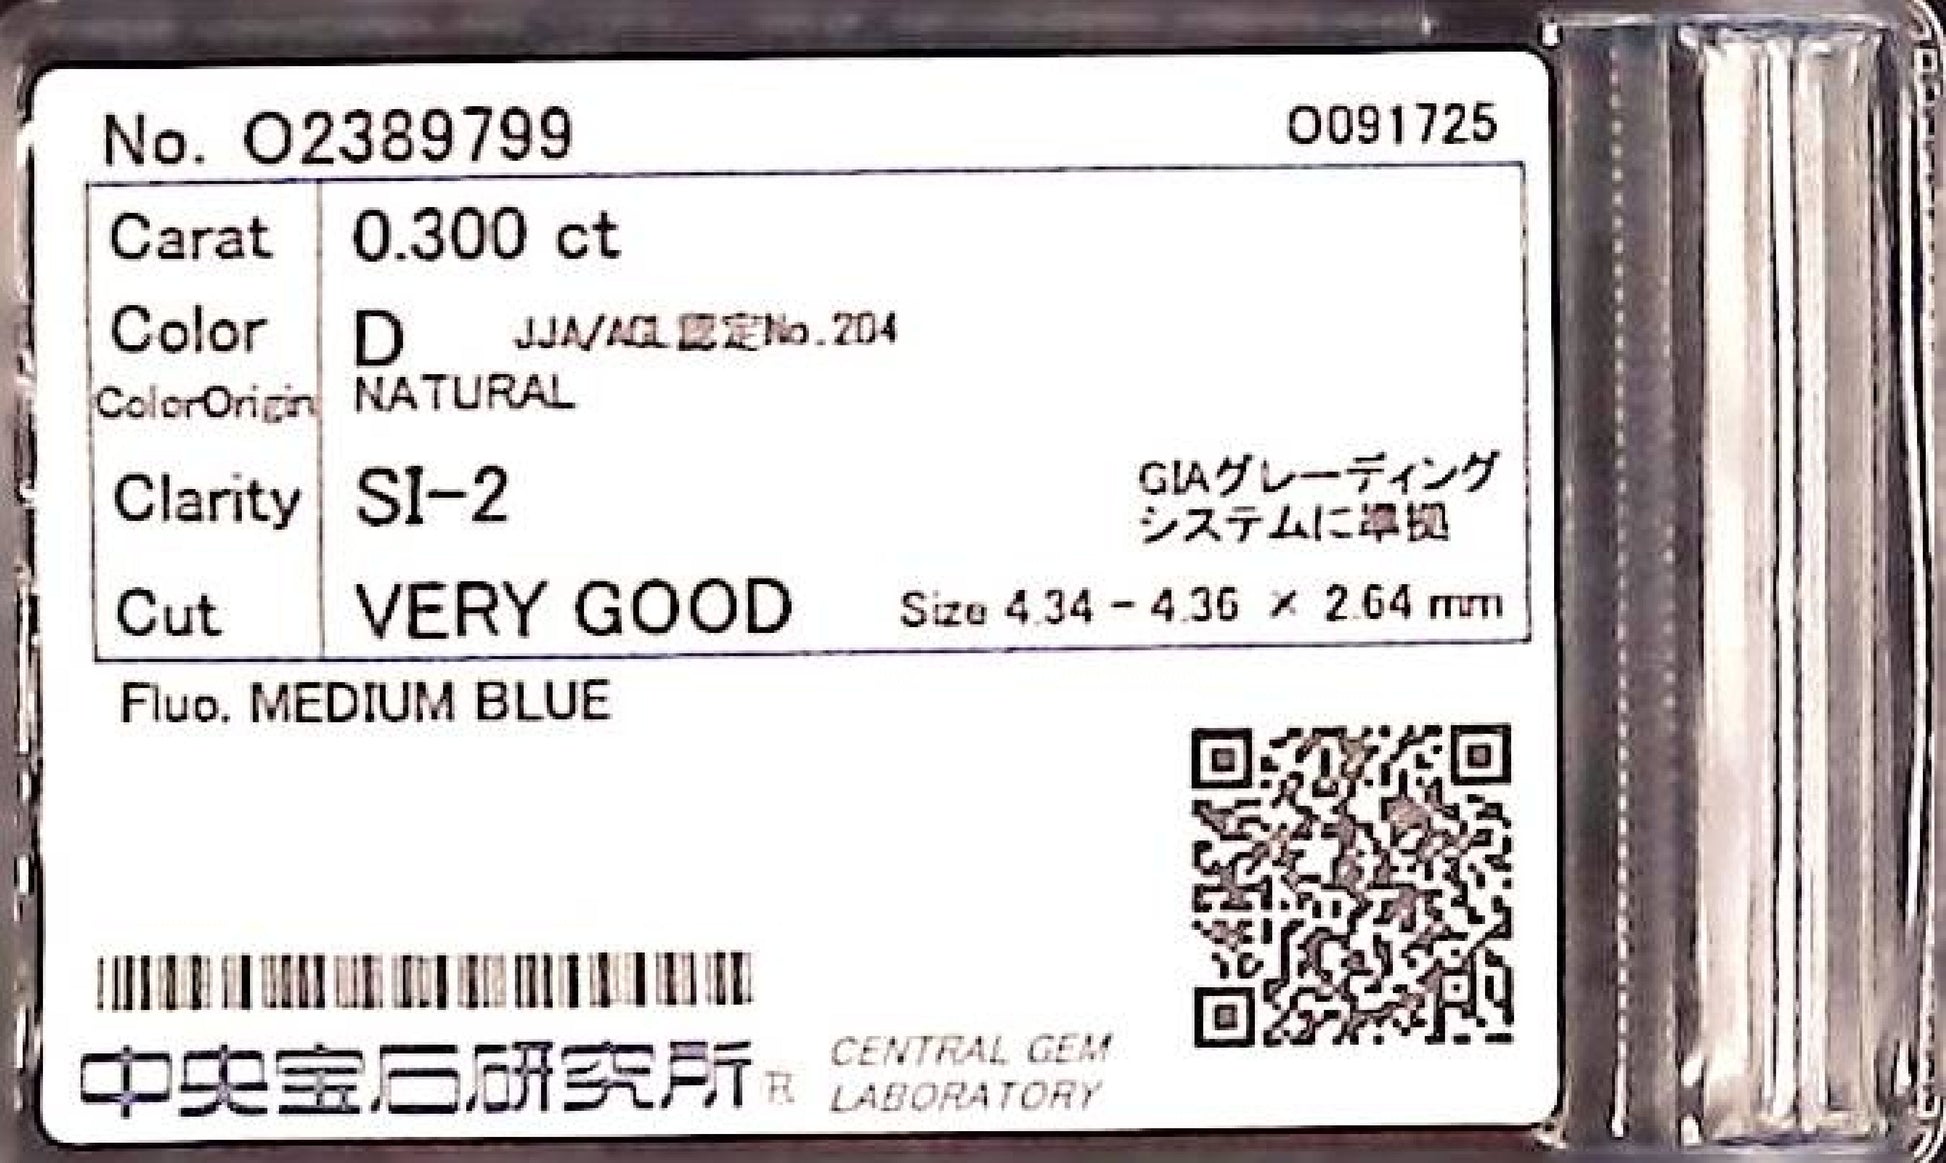 No. O2389799
O091725
Carat 0.300 ct
Color D JJA/AGL認定No.204
ColorOrigin NATURAL
Clarity SI-2
GIAグレーディング
システムに準拠
Cut VERY GOOD Size 4.34 - 4.36 × 2.64 mm
Fluo. MEDIUM BLUE
中央宝石研究所®
CENTRAL GEM
LABORATORY